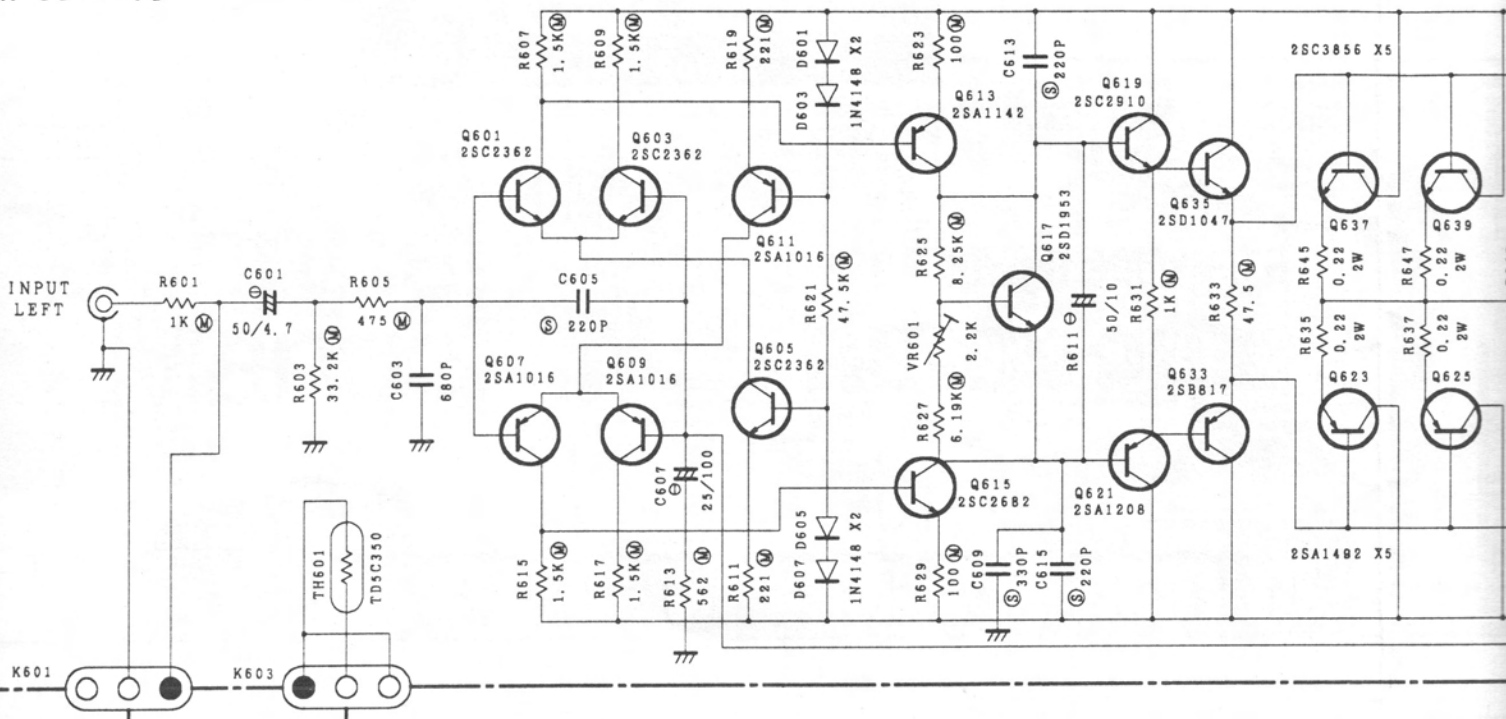 R607
1.5K Ⓜ
R609
1.5K Ⓜ
R619
221 Ⓜ
D601
D603
1N4148 X2
R623
100 Ⓜ
C613
220P
Ⓢ
2SC3856 X5
Q613
2SA1142
Q619
2SC2910
Q601
2SC2362
Q603
2SC2362
Q611
2SA1016
Q617
2SD1953
Q635
2SD1047
Q637
Q639
R625
8.25K Ⓜ
R645
0.22
2W
R647
0.22
2W
INPUT
LEFT
R601
1K Ⓜ
C601
⊖
50/4.7
R605
475 Ⓜ
C605
Ⓢ 220P
R621
47.5K Ⓜ
VR601
2.2K
R611 ⊖
50/10
R631
1K Ⓜ
R633
47.5 Ⓜ
R635
0.22
2W
R637
0.22
2W
R603
33.2K Ⓜ
C603
680P
Q607
2SA1016
Q609
2SA1016
Q605
2SC2362
Q633
2SB817
Q623
Q625
R627
6.19K Ⓜ
C607
⊖
25/100
Q615
2SC2682
Q621
2SA1208
TH601
TD5C350
R615
1.5K Ⓜ
R617
1.5K Ⓜ
R613
562 Ⓜ
R611
221 Ⓜ
D607 D605
1N4148 X2
R629
100 Ⓜ
C609
Ⓢ 330P
C615
Ⓢ 220P
2SA1492 X5
K601
K603